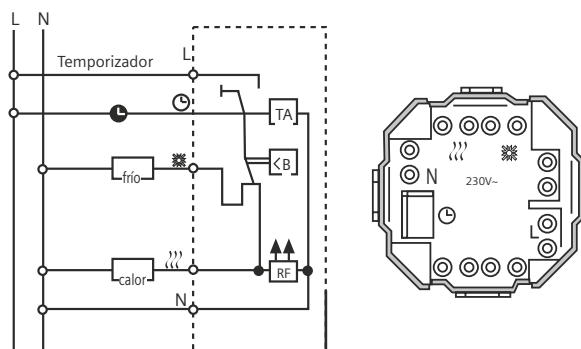 L N
Temporizador L
TA
<B
frío
calor
RF
N
N
230V~
L